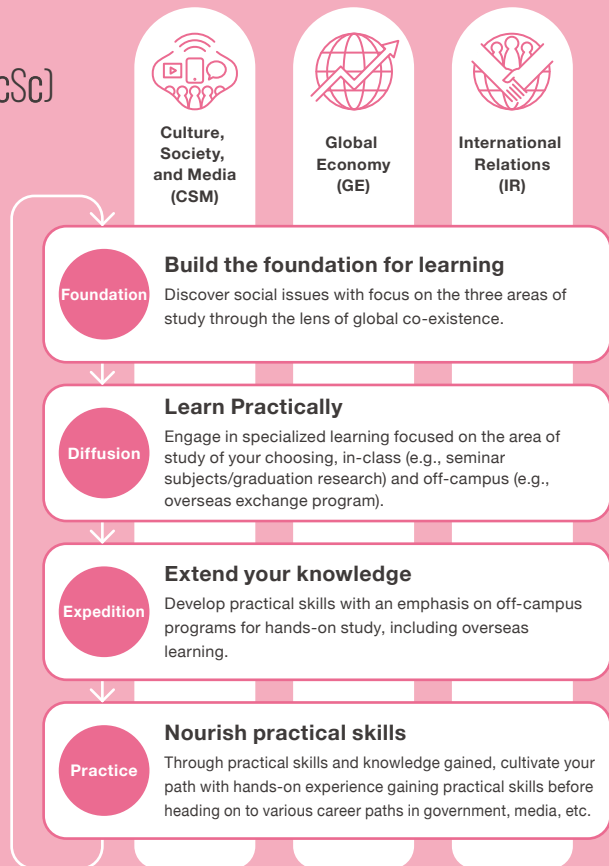 cSc)
Culture,
Society,
and Media
(CSM)
Global
Economy
(GE)
International
Relations
(IR)
Foundation
Build the foundation for learning
Discover social issues with focus on the three areas of
study through the lens of global co-existence.
Diffusion
Learn Practically
Engage in specialized learning focused on the area of
study of your choosing, in-class (e.g., seminar
subjects/graduation research) and off-campus (e.g.,
overseas exchange program).
Expedition
Extend your knowledge
Develop practical skills with an emphasis on off-campus
programs for hands-on study, including overseas
learning.
Practice
Nourish practical skills
Through practical skills and knowledge gained, cultivate your
path with hands-on experience gaining practical skills before
heading on to various career paths in government, media, etc.